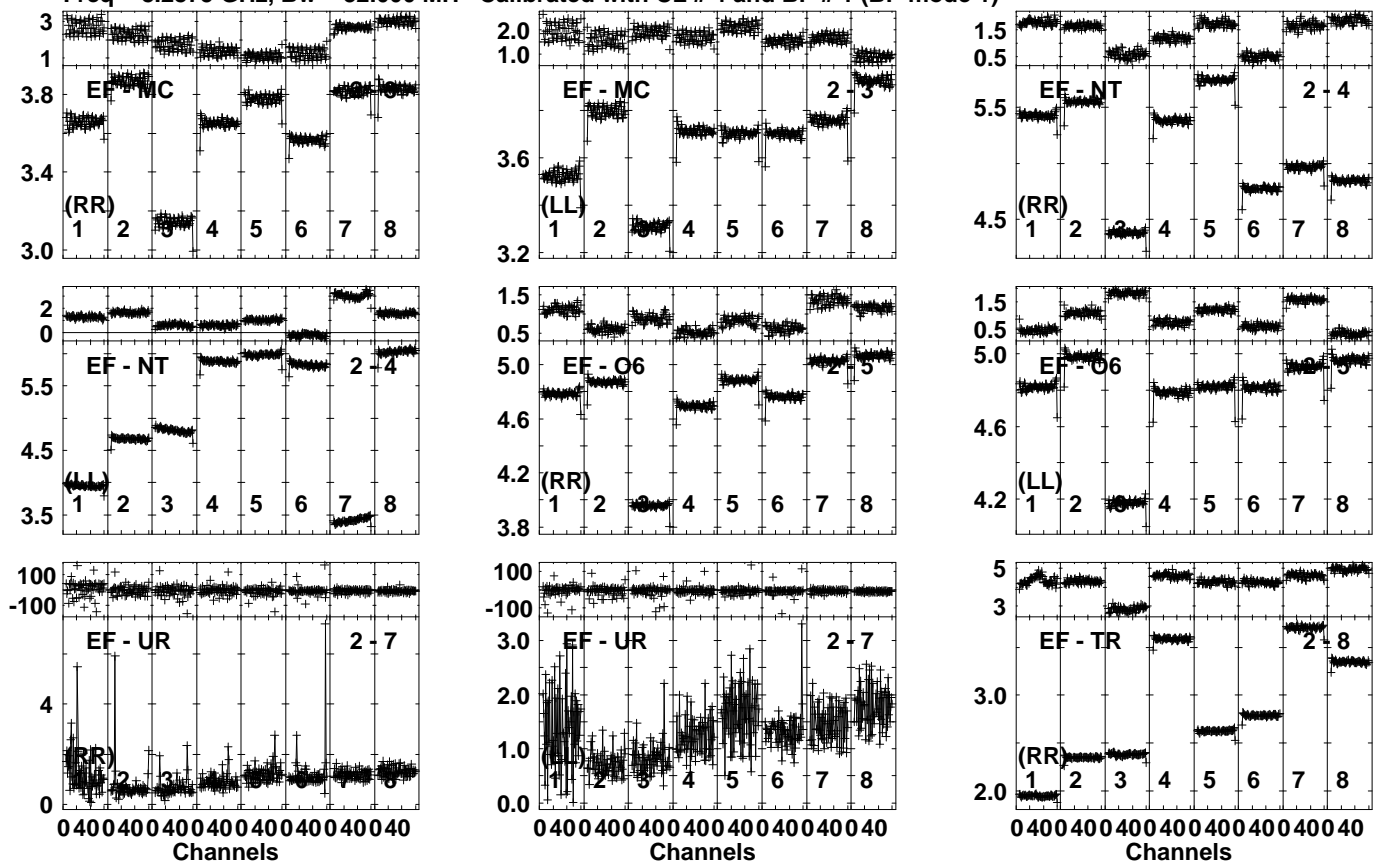 3 1
2.0 1.0
1.5 0.5
EF - MC
3.8 3.4 3.0
(RR)
1 2 3 4 5 6 7 8
EF - MC 2 - 3
3.6 3.2
(LL)
1 2 4 5 6 7 8
EF - NT 2 - 4
5.5 4.5
(RR)
1 2 3 4 5 6 7 8
2 0
1.5 0.5
1.5 0.5
EF - NT 2 - 4
5.5 4.5 3.5
(LL)
1 2 3 4 5 6 7 8
EF - O6 2 - 5
5.0 4.6 4.2 3.8
(RR)
1 2 4 5 6 7 8
EF - O6 2 - 5
5.0 4.6 4.2
(LL)
1 2 4 5 6 7 8
100 -100
100 -100
5 3
EF - UR 2 - 7
4 0
(RR)
EF - UR 2 - 7
3.0 2.0 1.0 0.0
(LL)
1 2 3 4 5 6 7 8
EF - TR 2 - 8
3.0 2.0
(RR)
1 2 3 4 5 6 7 8
0 40 0 40 0 40 0 40 0 40 0 40 0 40 0 40
0 40 0 40 0 40 0 40 0 40 0 40 0 40 0 40
0 40 0 40 0 40 0 40 0 40 0 40 0 40 0 40
Channels
Channels
Channels